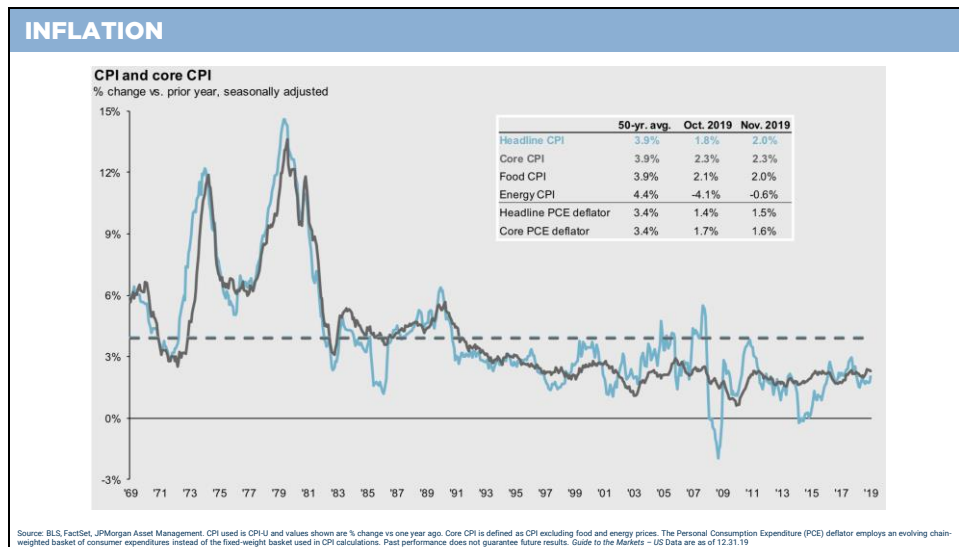 INFLATION
CPI and core CPI
% change vs. prior year, seasonally adjusted
15%
12%
9%
6%
3%
0%
-3%
50-yr. avg. Oct. 2019 Nov. 2019
Headline CPI 3.9% 1.8% 2.0%
Core CPI 3.9% 2.3% 2.3%
Food CPI 3.9% 2.1% 2.0%
Energy CPI 4.4% -4.1% -0.6%
Headline PCE deflator 3.4% 1.4% 1.5%
Core PCE deflator 3.4% 1.7% 1.6%
'69 '71 '73 '75 '77 '79 '81 '83 '85 '87 '89 '91 '93 '95 '97 '99 '01 '03 '05 '07 '09 '11 '13 '15 '17 '19
Source: BLS, FactSet, JPMorgan Asset Management. CPI used is CPI-U and values shown are % change vs one year ago. Core CPI is defined as CPI excluding food and energy prices. The Personal Consumption Expenditure (PCE) deflator employs an evolving chain-
weighted basket of consumer expenditures instead of the fixed-weight basket used in CPI calculations. Past performance does not guarantee future results. Guide to the Markets – US Data are as of 12.31.19